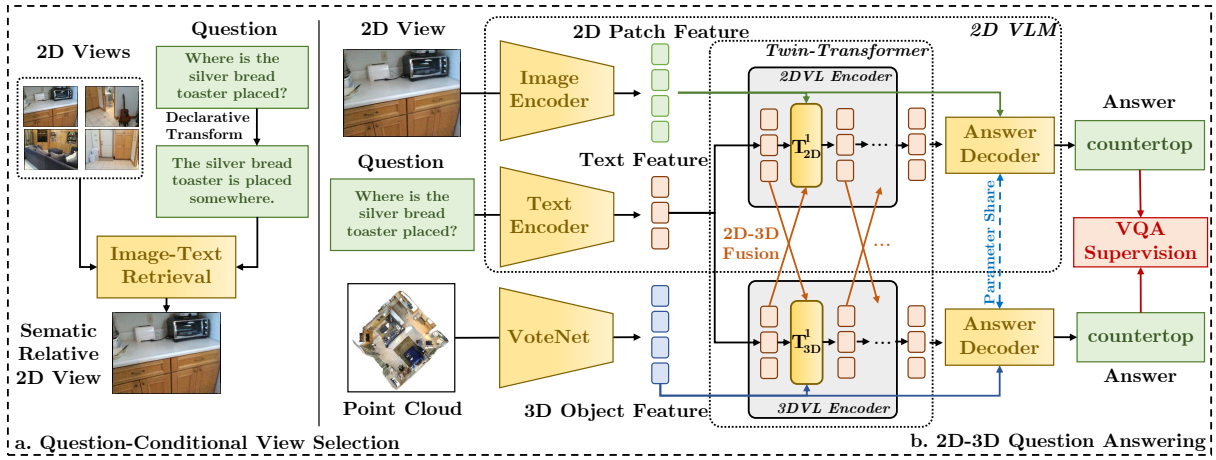 2D Views
Question
Where is the
silver bread
toaster placed?
Declarative
Transform
The silver bread
toaster is placed
somewhere.
Image-Text
Retrieval
Sematic
Relative
2D View
a. Question-Conditional View Selection
2D View
Question
Where is the
silver bread
toaster placed?
Point Cloud
Image
Encoder
Text
Encoder
VoteNet
2D Patch Feature
Text Feature
3D Object Feature
2D VLM
Twin-Transformer
2DVL Encoder
T¹2D
...
2D-3D
Fusion
...
T¹3D
...
3DVL Encoder
Answer
Decoder
Parameter Share
Answer
Decoder
Answer
countertop
VQA
Supervision
countertop
Answer
b. 2D-3D Question Answering